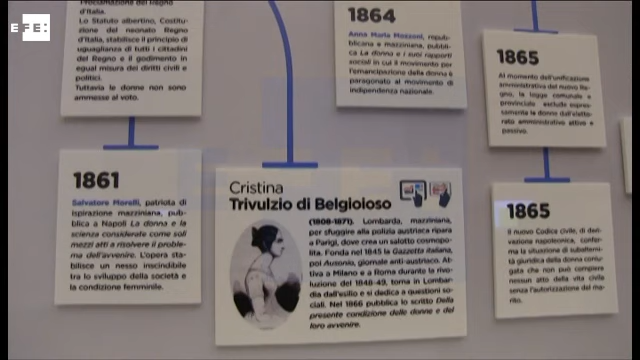 EFE:
Proclamazione del Regno
d'Italia.
Lo Statuto albertino, Costitu-
zione del neonato Regno
d'Italia, stabilisce il principio di
uguaglianza di tutti i cittadini
del Regno e il godimento in
egual misura dei diritti civili e
politici.
Tuttavia le donne non sono
ammesse al voto.
1864
Anna Maria Mozzoni, repub-
blicana e mazziniana, pubbli-
ca La donna e i suoi rapporti
sociali in cui il movimento per
l'emancipazione della donna è
paragonato al movimento di
indipendenza nazionale.
1865
Al momento dell'unificazione
amministrativa del nuovo Re-
gno, la legge comunale e
provinciale esclude espres-
samente la donna dall'eletto-
rato amministrativo attivo e
passivo.
1861
Salvatore Morelli, patriota di
ispirazione mazziniana, pub-
blica a Napoli La donna e la
scienza considerate come soli
mezzi atti a risolvere il proble-
ma dell'avvenire. L'opera sta-
bilisce un nesso inscindibile
tra lo sviluppo della società e
la condizione femminile.
Cristina
Trivulzio di Belgioioso
(1808-1871). Lombarda, mazziniana,
per sfuggire alla polizia austriaca ripara
a Parigi, dove crea un salotto cosmopo-
lita. Fonda nel 1845 la Gazzetta italiana,
poi Ausonio, giornale anti-austriaco. At-
tiva a Milano e a Roma durante la rivo-
luzione del 1848-49, torna in Lombar-
dia dall'esilio e si dedica a questioni so-
ciali. Nel 1866 pubblica lo scritto Della
presente condizione delle donne e del
loro avvenire.
1865
Il nuovo Codice civile, di deri-
vazione napoleonica, confer-
ma la situazione di subalterni-
tà giuridica della donna coniu-
gata che non può compiere
nessun atto della vita civile
senza l'autorizzazione del ma-
rito.